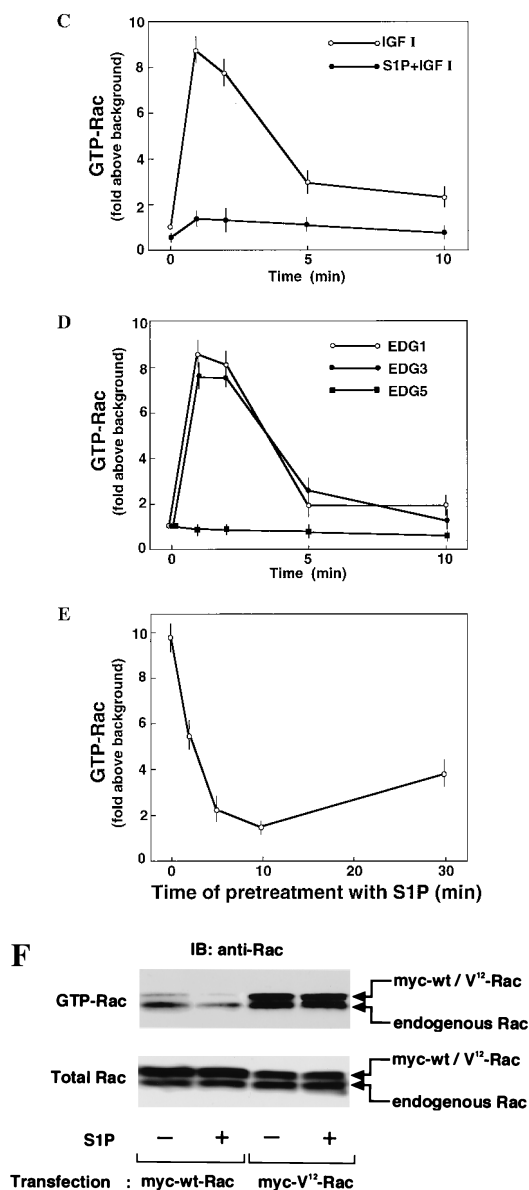 C
10
IGF I
S1P+IGF I
8
6
4
2
0
GTP-Rac
(fold above background)
0
5
10
Time (min)
D
10
EDG1
EDG3
EDG5
8
6
4
2
0
GTP-Rac
(fold above background)
0
5
10
Time (min)
E
10
8
6
4
2
0
GTP-Rac
(fold above background)
0
10
20
30
Time of pretreatment with S1P (min)
F
IB: anti-Rac
GTP-Rac
myc-wt / V¹²-Rac
endogenous Rac
Total Rac
myc-wt / V¹²-Rac
endogenous Rac
S1P − + − +
Transfection : myc-wt-Rac myc-V¹²-Rac